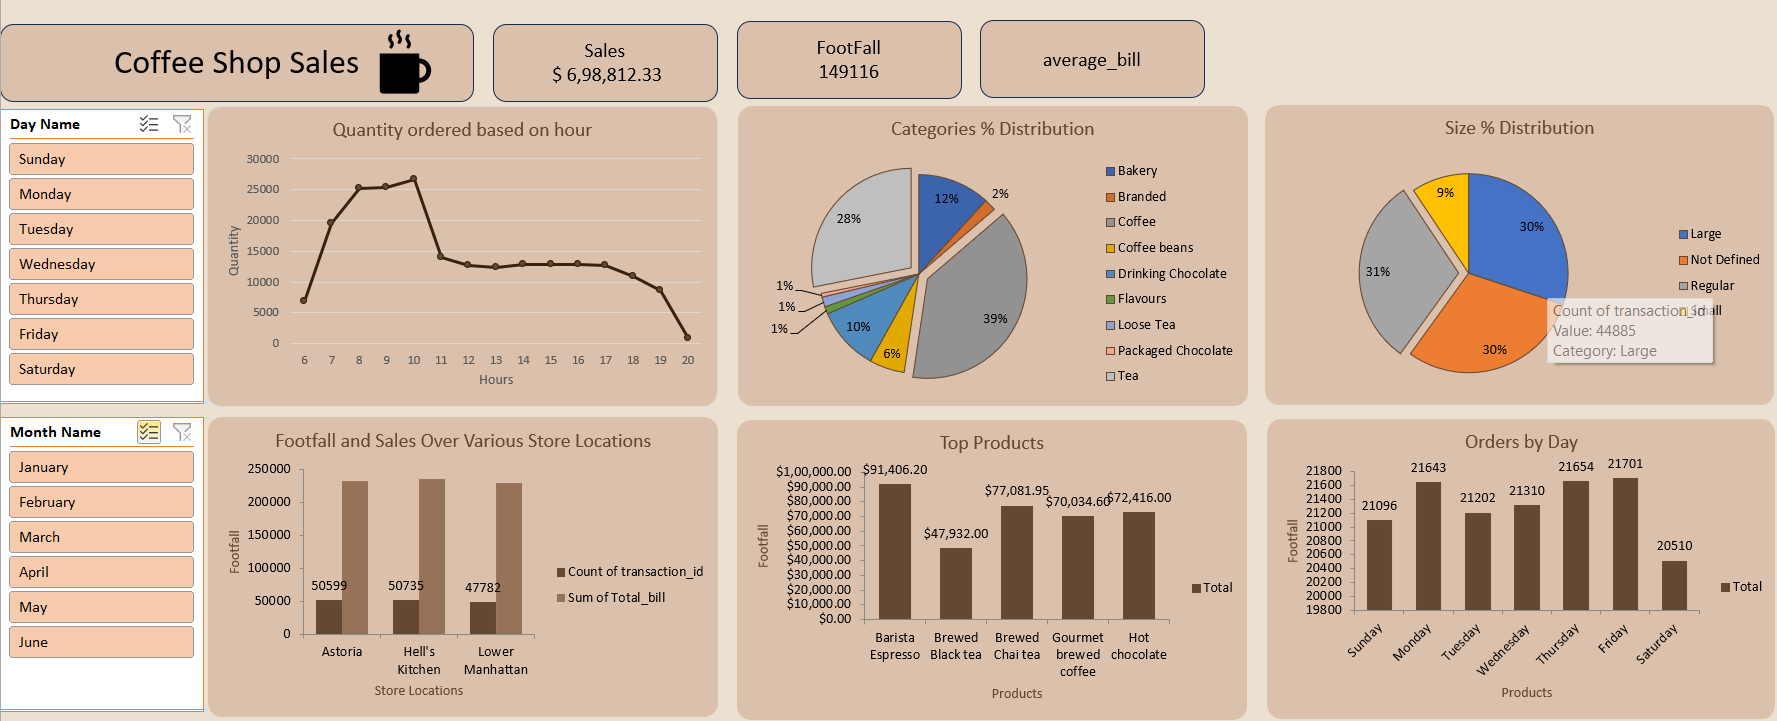 Coffee Shop Sales
Sales
$ 6,98,812.33
FootFall
149116
average_bill
Day Name
Sunday
Monday
Tuesday
Wednesday
Thursday
Friday
Saturday
Month Name
January
February
March
April
May
June
Quantity ordered based on hour
Quantity
30000
25000
20000
15000
10000
5000
0
6 7 8 9 10 11 12 13 14 15 16 17 18 19 20
Hours
Categories % Distribution
12%
2%
39%
6%
10%
1%
1%
1%
28%
Bakery
Branded
Coffee
Coffee beans
Drinking Chocolate
Flavours
Loose Tea
Packaged Chocolate
Tea
Size % Distribution
30%
30%
31%
9%
Large
Not Defined
Regular
Small
Count of transaction_id
Value: 44885
Category: Large
Footfall and Sales Over Various Store Locations
Footfall
250000
200000
150000
100000
50000
0
50599
50735
47782
Astoria
Hell's
Kitchen
Lower
Manhattan
Store Locations
Count of transaction_id
Sum of Total_bill
Top Products
Footfall
$1,00,000.00
$90,000.00
$80,000.00
$70,000.00
$60,000.00
$50,000.00
$40,000.00
$30,000.00
$20,000.00
$10,000.00
$0.00
$91,406.20
$47,932.00
$77,081.95
$70,034.60
$72,416.00
Barista
Espresso
Brewed
Black tea
Brewed
Chai tea
Gourmet
brewed
coffee
Hot
chocolate
Products
Total
Orders by Day
Footfall
21800
21600
21400
21200
21000
20800
20600
20400
20200
20000
19800
21096
21643
21202
21310
21654
21701
20510
Sunday
Monday
Tuesday
Wednesday
Thursday
Friday
Saturday
Products
Total